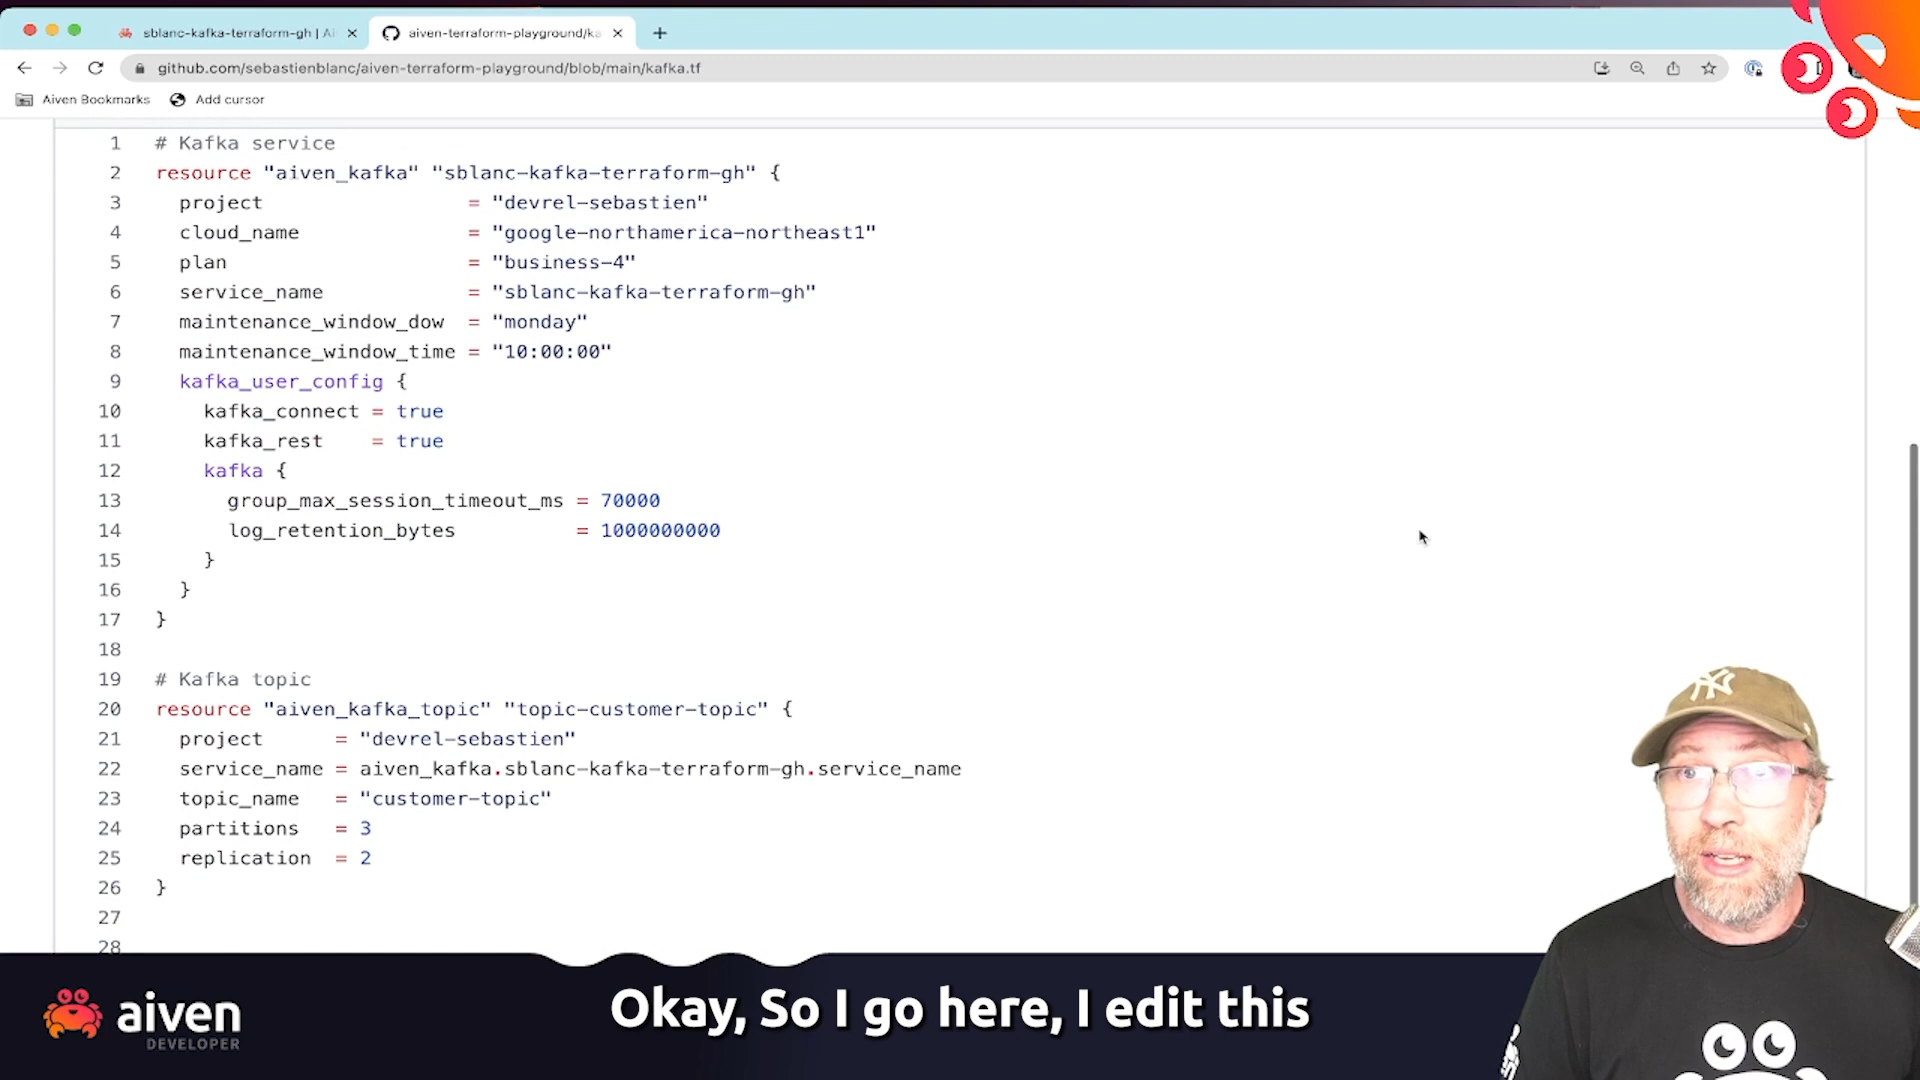 sblanc-kafka-terraform-gh | Ai
aiven-terraform-playground/ka
github.com/sebastienblanc/aiven-terraform-playground/blob/main/kafka.tf
Aiven Bookmarks
Add cursor
1 # Kafka service
2 resource "aiven_kafka" "sblanc-kafka-terraform-gh" {
3 project = "devrel-sebastien"
4 cloud_name = "google-northamerica-northeast1"
5 plan = "business-4"
6 service_name = "sblanc-kafka-terraform-gh"
7 maintenance_window_dow = "monday"
8 maintenance_window_time = "10:00:00"
9 kafka_user_config {
10 kafka_connect = true
11 kafka_rest = true
12 kafka {
13 group_max_session_timeout_ms = 70000
14 log_retention_bytes = 1000000000
15 }
16 }
17 }
18
19 # Kafka topic
20 resource "aiven_kafka_topic" "topic-customer-topic" {
21 project = "devrel-sebastien"
22 service_name = aiven_kafka.sblanc-kafka-terraform-gh.service_name
23 topic_name = "customer-topic"
24 partitions = 3
25 replication = 2
26 }
27
28
NY
aiven
DEVELOPER
Okay, So I go here, I edit this